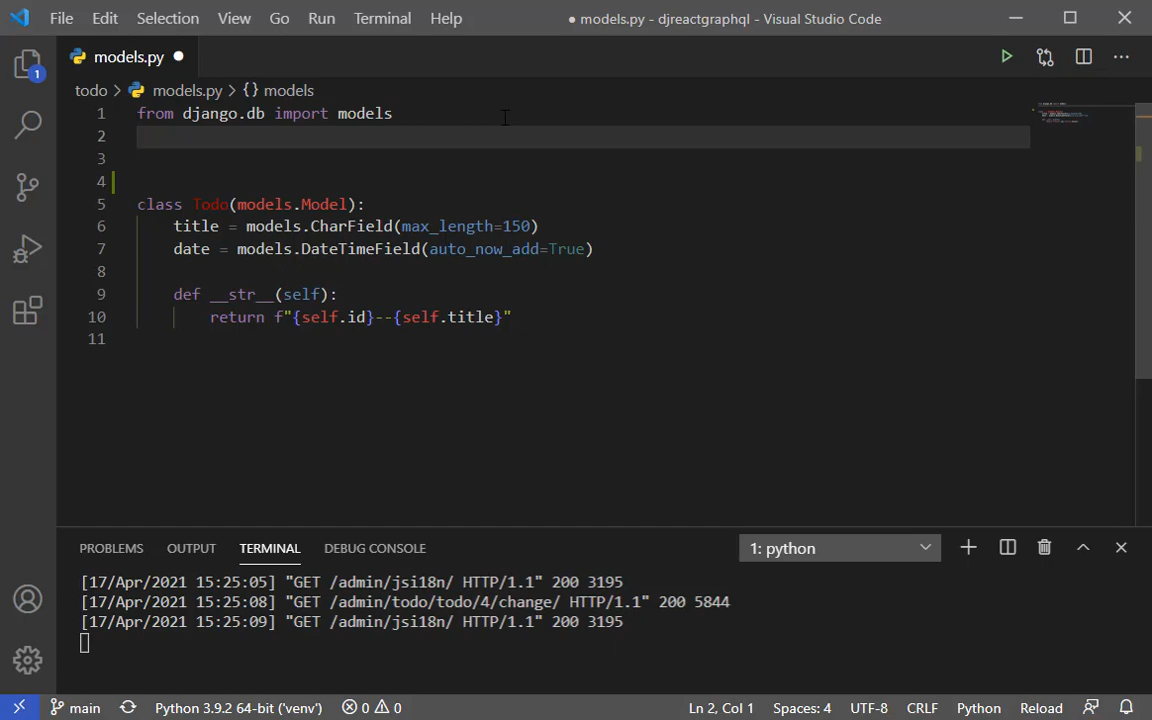 File Edit Selection View Go Run Terminal Help ● models.py - djreactgraphql - Visual Studio Code
models.py ●
1
todo > models.py > {} models
1 from django.db import models
2
3
4
5 class Todo(models.Model):
6 title = models.CharField(max_length=150)
7 date = models.DateTimeField(auto_now_add=True)
8
9 def __str__(self):
10 return f"{self.id}--{self.title}"
11
PROBLEMS OUTPUT TERMINAL DEBUG CONSOLE 1: python
[17/Apr/2021 15:25:05] "GET /admin/jsi18n/ HTTP/1.1" 200 3195
[17/Apr/2021 15:25:08] "GET /admin/todo/todo/4/change/ HTTP/1.1" 200 5844
[17/Apr/2021 15:25:09] "GET /admin/jsi18n/ HTTP/1.1" 200 3195
main Python 3.9.2 64-bit ('venv') 0 0 Ln 2, Col 1 Spaces: 4 UTF-8 CRLF Python Reload